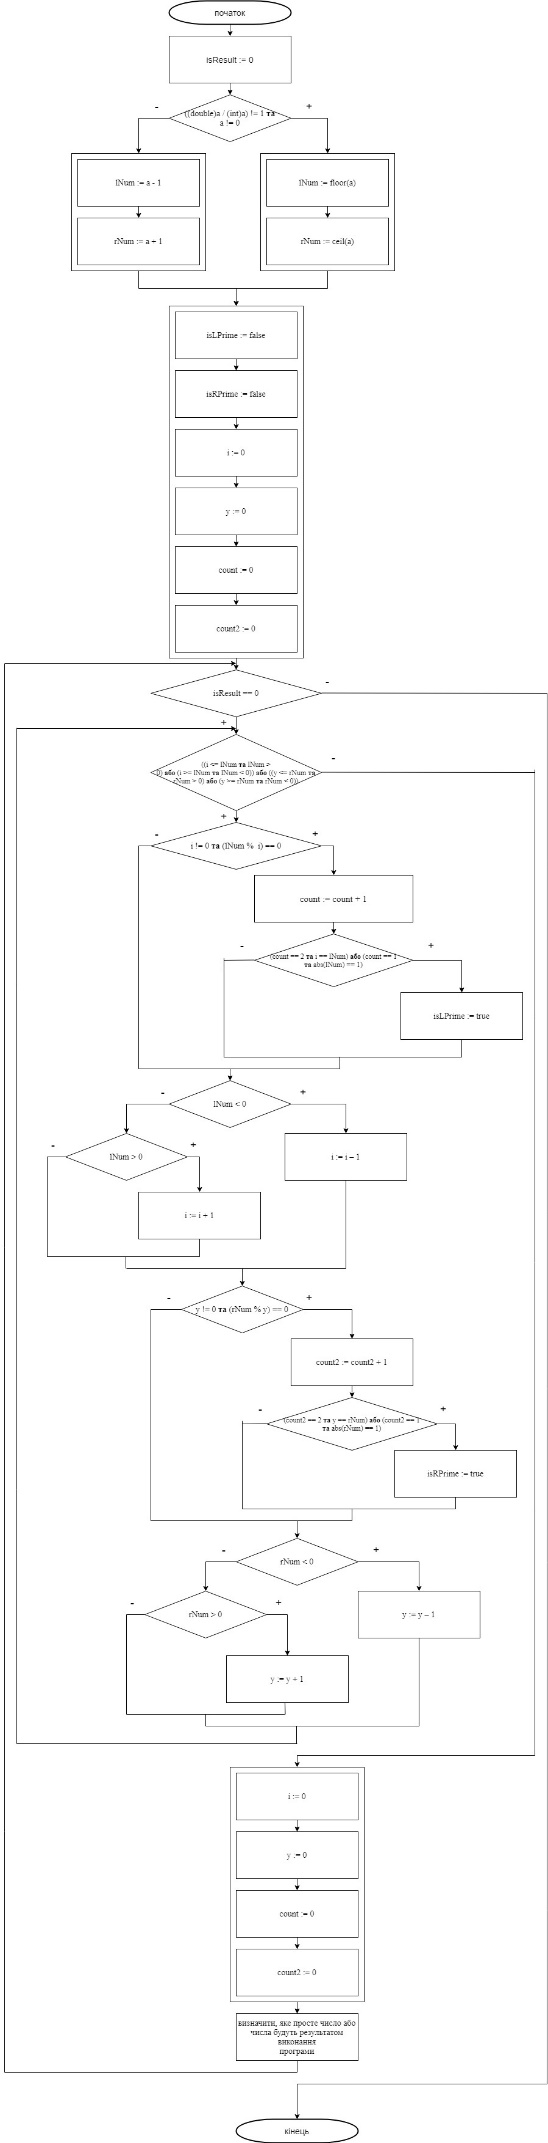 початок
isResult := 0
((double)a / (int)a) != 1 та
a != 0
-
+
lNum := a - 1
lNum := floor(a)
rNum := a + 1
rNum := ceil(a)
isLPrime := false
isRPrime := false
i := 0
y := 0
count := 0
count2 := 0
isResult == 0
-
+
((i <= lNum та lNum >
0) або (i >= lNum та lNum < 0)) або ((y <= rNum та
rNum > 0) або (y >= rNum та rNum < 0))
-
+
i != 0 та (lNum % i) == 0
-
+
count := count + 1
(count == 2 та i == lNum) або (count == 1
та abs(lNum) == 1)
-
+
isLPrime := true
lNum < 0
-
+
lNum > 0
-
+
i := i – 1
i := i + 1
y != 0 та (rNum % y) == 0
-
+
count2 := count2 + 1
(count2 == 2 та y == rNum) або (count2 == 1
та abs(rNum) == 1)
-
+
isRPrime := true
rNum < 0
-
+
rNum > 0
-
+
y := y – 1
y := y + 1
i := 0
y := 0
count := 0
count2 := 0
визначити, яке просте число або
числа будуть результатом
виконання
програми
кінець